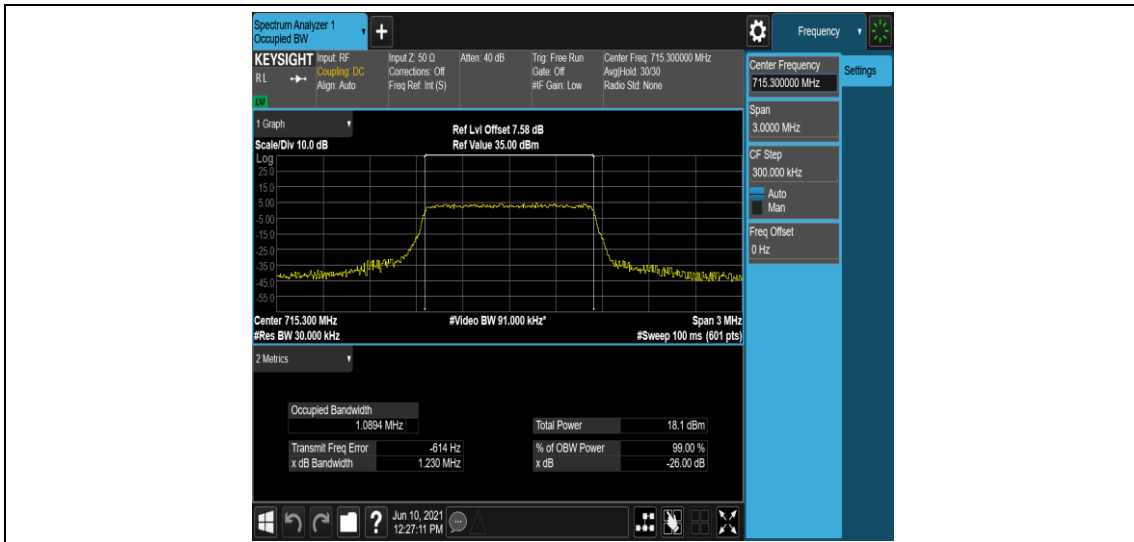 Spectrum Analyzer 1
Occupied BW
+
Frequency
KEYSIGHT
RL
LXI
Input: RF
Coupling: DC
Align: Auto
Input Z: 50 Ω
Corrections: Off
Freq Ref: Int (S)
Atten: 40 dB
Trig: Free Run
Gate: Off
#IF Gain: Low
Center Freq: 715.300000 MHz
Avg|Hold: 30/30
Radio Std: None
Center Frequency
715.300000 MHz
Settings
Span
3.0000 MHz
CF Step
300.000 kHz
Auto
Man
Freq Offset
0 Hz
1 Graph
Scale/Div 10.0 dB
Ref Lvl Offset 7.58 dB
Ref Value 35.00 dBm
Log
25.0
15.0
5.00
-5.00
-15.0
-25.0
-35.0
-45.0
-55.0
Center 715.300 MHz
#Video BW 91.000 kHz*
Span 3 MHz
#Res BW 30.000 kHz
#Sweep 100 ms (601 pts)
2 Metrics
Occupied Bandwidth
1.0894 MHz
Total Power 18.1 dBm
Transmit Freq Error -614 Hz
% of OBW Power 99.00 %
x dB Bandwidth 1.230 MHz
x dB -26.00 dB
?
Jun 10, 2021
12:27:11 PM